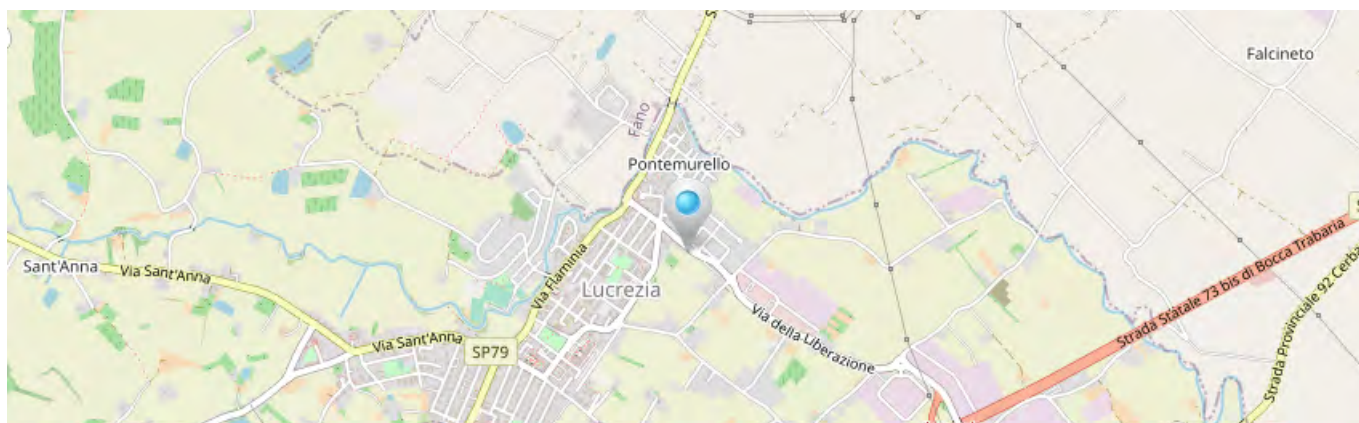 Falcineto
Fano
Pontemurello
Sant'Anna
Via Sant'Anna
Via Flaminia
Lucrezia
Via Sant'Anna
SP79
Via della Liberazione
Strada Statale 73 bis di Bocca Trabaria
Strada Provinciale 92 Cerba